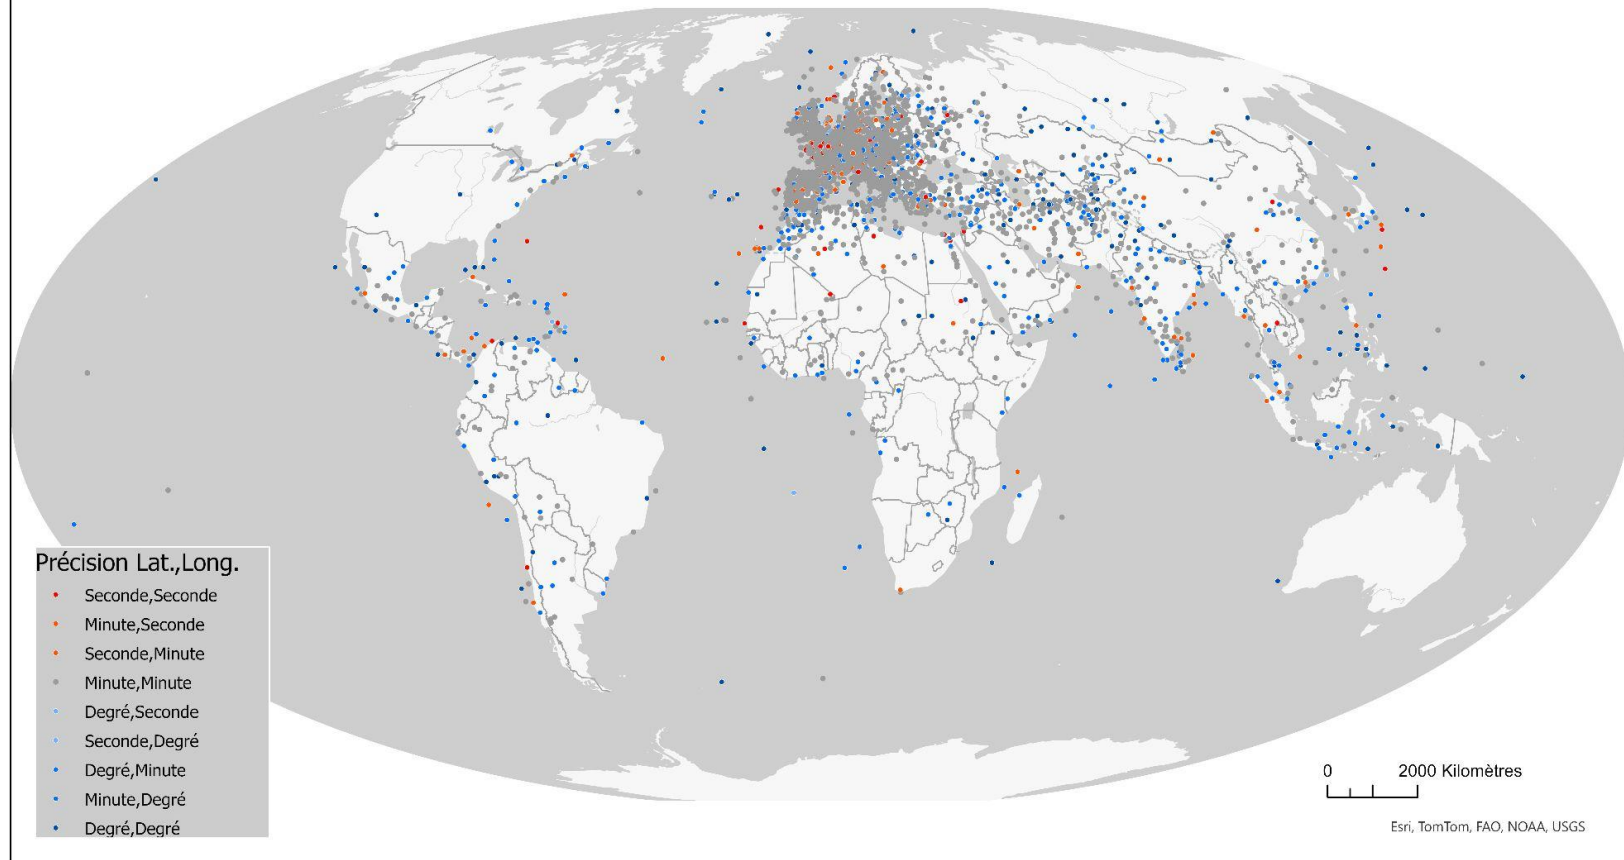 Précision Lat.,Long.
Seconde,Seconde
Minute,Seconde
Seconde,Minute
Minute,Minute
Degré,Seconde
Seconde,Degré
Degré,Minute
Minute,Degré
Degré,Degré
0 2000 Kilomètres
Esri, TomTom, FAO, NOAA, USGS